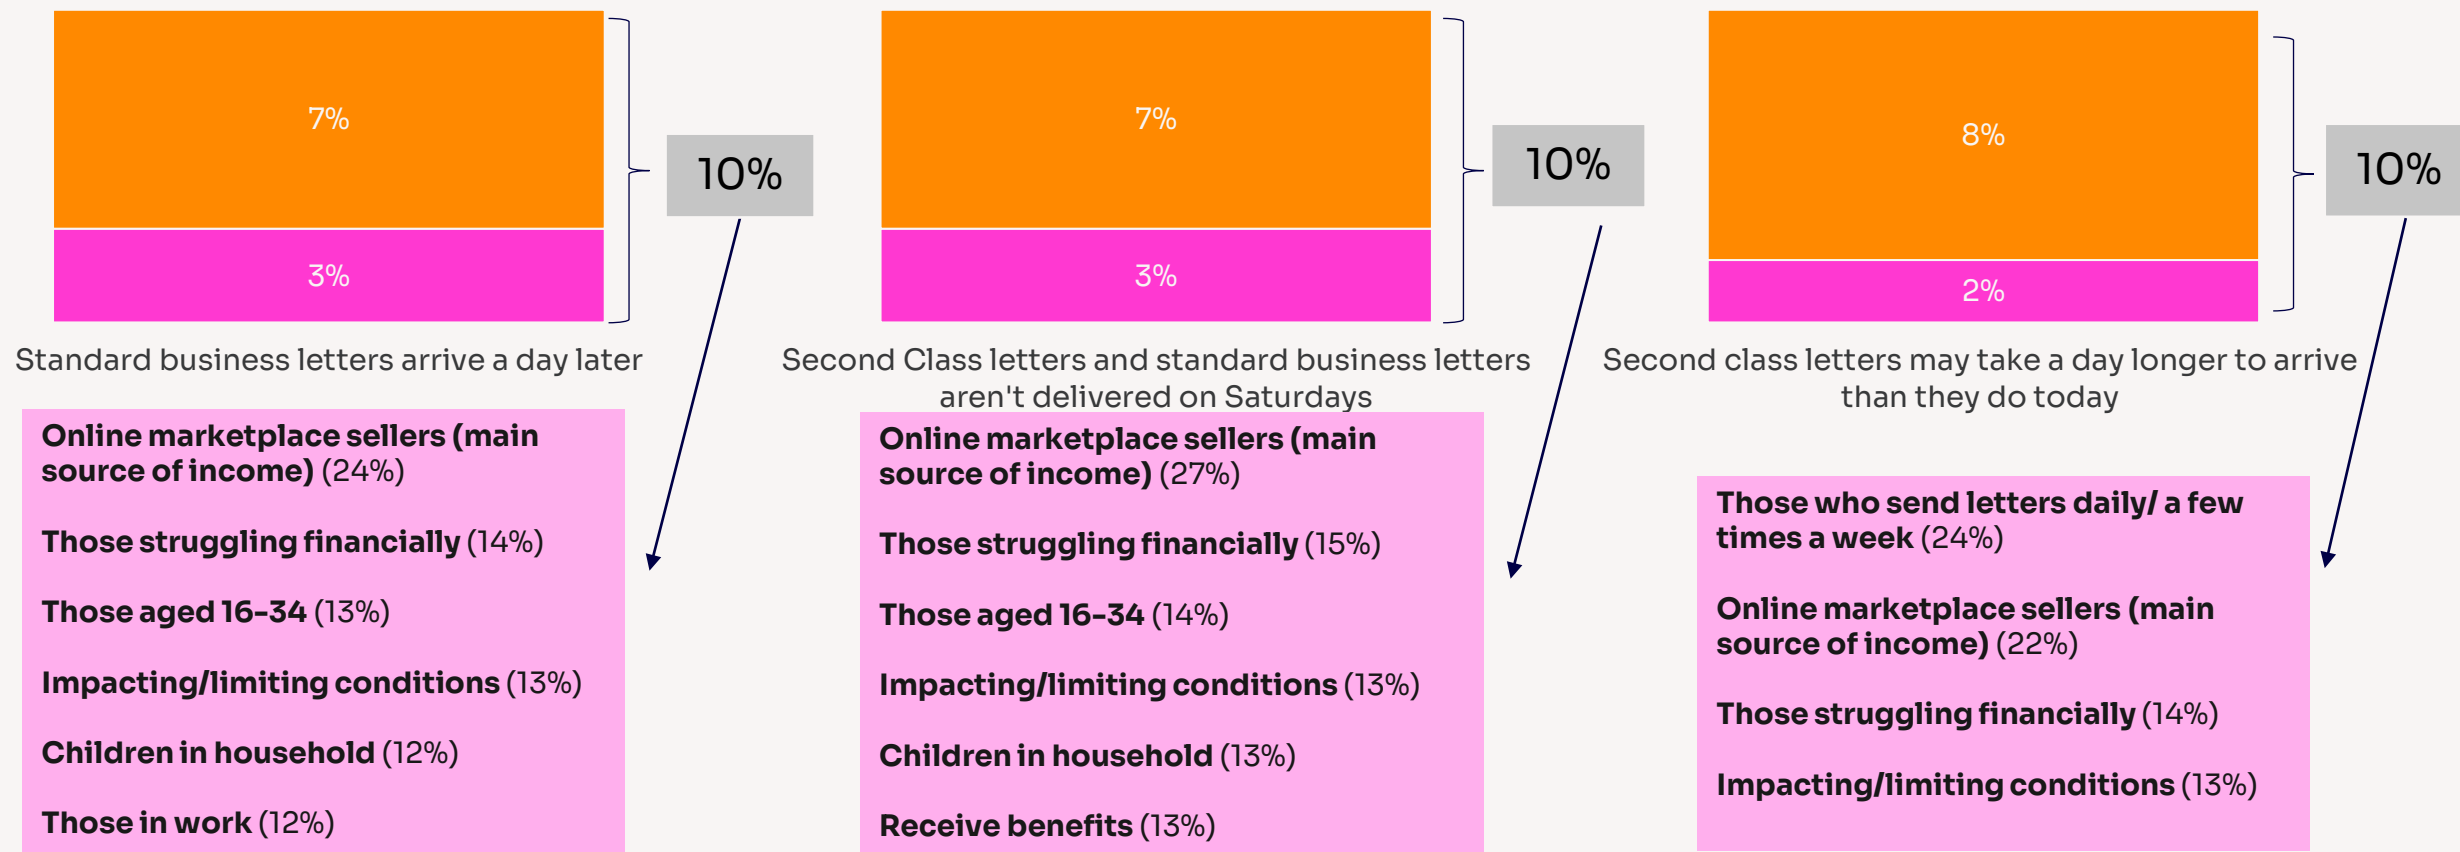 7%
3%
10%
Standard business letters arrive a day later
Online marketplace sellers (main
source of income) (24%)
Those struggling financially (14%)
Those aged 16-34 (13%)
Impacting/limiting conditions (13%)
Children in household (12%)
Those in work (12%)
7%
3%
10%
Second Class letters and standard business letters
aren't delivered on Saturdays
Online marketplace sellers (main
source of income) (27%)
Those struggling financially (15%)
Those aged 16-34 (14%)
Impacting/limiting conditions (13%)
Children in household (13%)
Receive benefits (13%)
8%
2%
10%
Second class letters may take a day longer to arrive
than they do today
Those who send letters daily/ a few
times a week (24%)
Online marketplace sellers (main
source of income) (22%)
Those struggling financially (14%)
Impacting/limiting conditions (13%)